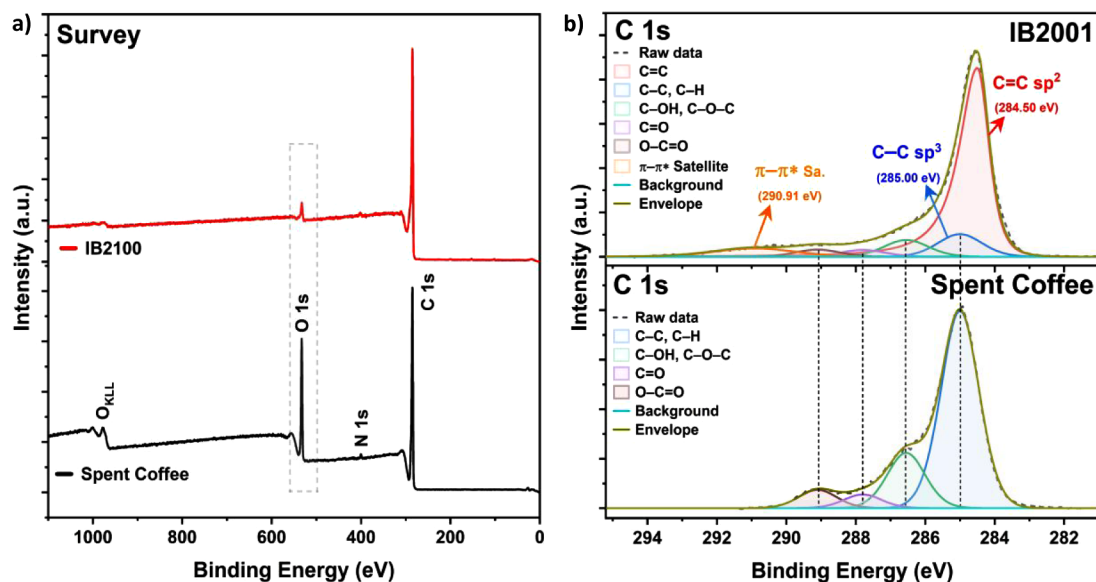 a)
Survey
IB2100
O 1s
C 1s
O_KLL
N 1s
Spent Coffee
Intensity (a.u.)
1000 800 600 400 200 0
Binding Energy (eV)
b)
C 1s
IB2001
Raw data
C=C
C–C, C–H
C–OH, C–O–C
C=O
O–C=O
π–π* Satellite
Background
Envelope
π–π* Sa.
(290.91 eV)
C–C sp³
(285.00 eV)
C=C sp²
(284.50 eV)
C 1s
Spent Coffee
Raw data
C–C, C–H
C–OH, C–O–C
C=O
O–C=O
Background
Envelope
Intensity (a.u.)
294 292 290 288 286 284 282
Binding Energy (eV)